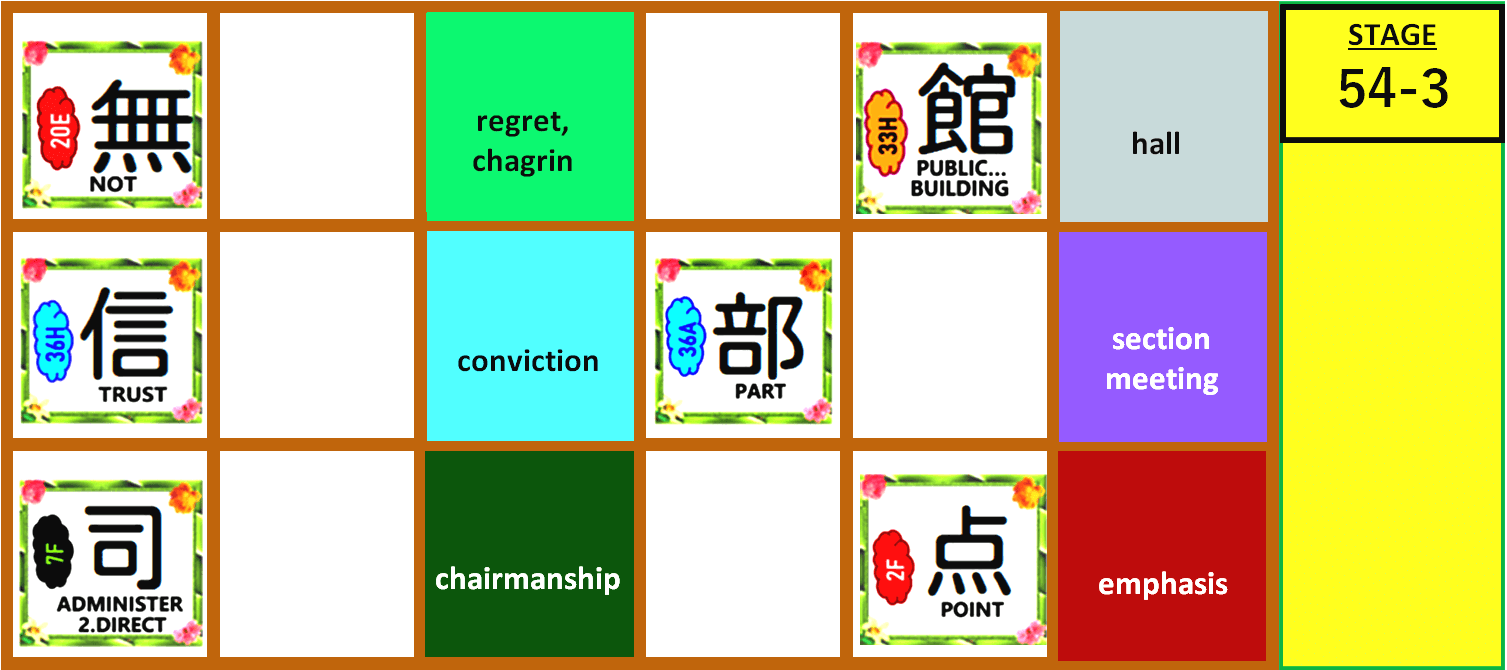 20E
無
NOT
regret,
chagrin
33H
館
PUBLIC...
BUILDING
hall
STAGE
54-3
36H
信
TRUST
conviction
36A
部
PART
section
meeting
7F
司
ADMINISTER
2.DIRECT
chairmanship
2F
点
POINT
emphasis